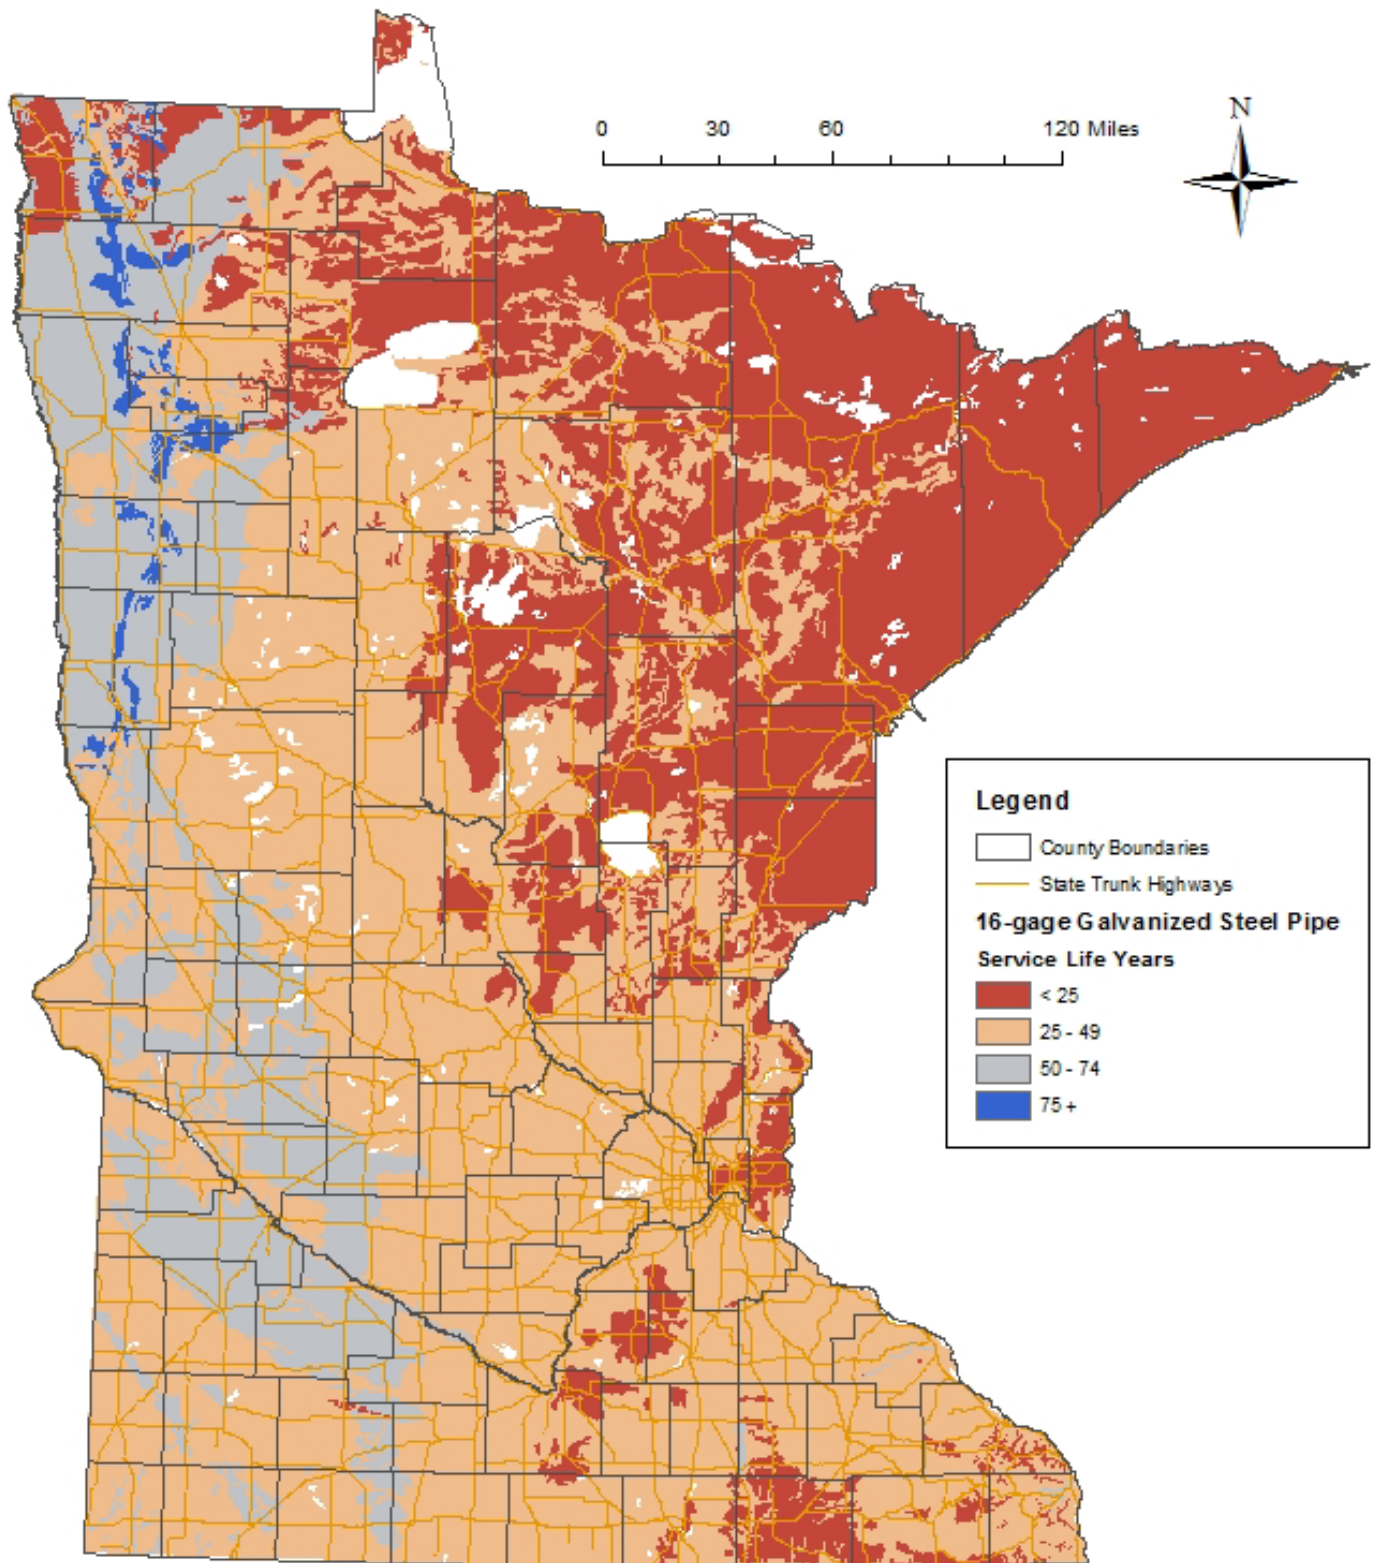 N
0 30 60 120 Miles
Legend
County Boundaries
State Trunk Highways
16-gage Galvanized Steel Pipe
Service Life Years
< 25
25 - 49
50 - 74
75 +